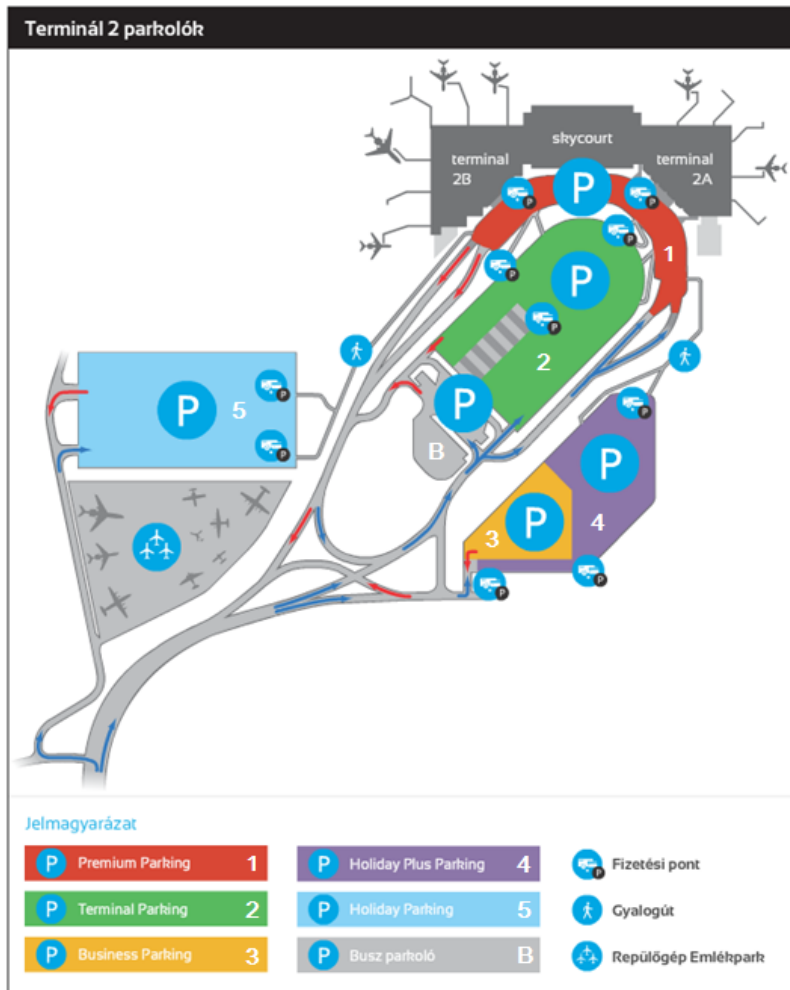 Terminál 2 parkolók
skycourt
terminal
2B
terminal
2A
P
1
P
2
P
5
P
B
P
4
P
3
Jelmagyarázat
P Premium Parking 1
P Terminal Parking 2
P Business Parking 3
P Holiday Plus Parking 4
P Holiday Parking 5
P Busz parkoló B
P Fizetési pont
Gyalogút
Repülőgép Emlékpark